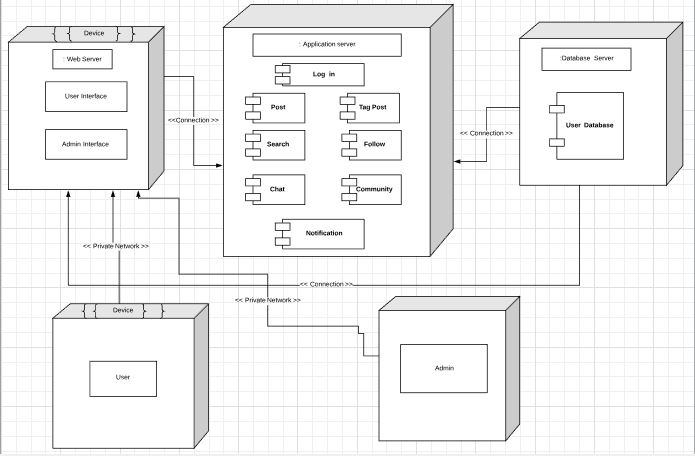 Device
: Web Server
User Interface
Admin Interface
<<Connection >>
: Application server
Log in
Post
Tag Post
Search
Follow
Chat
Community
Notification
<< Connection >>
:Database Server
User Database
<< Private Network >>
<< Connection >>
<< Private Network >>
Device
User
Admin